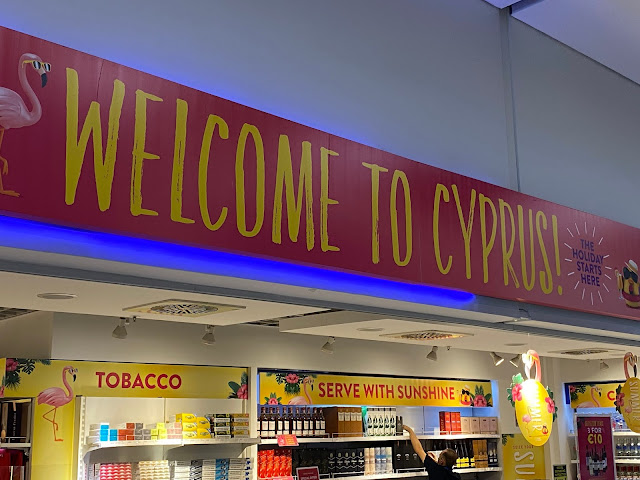 WELCOME TO CYPRUS!
THE
HOLIDAY
STARTS
HERE
TOBACCO
SERVE WITH SUNSHINE
3 FOR
€10